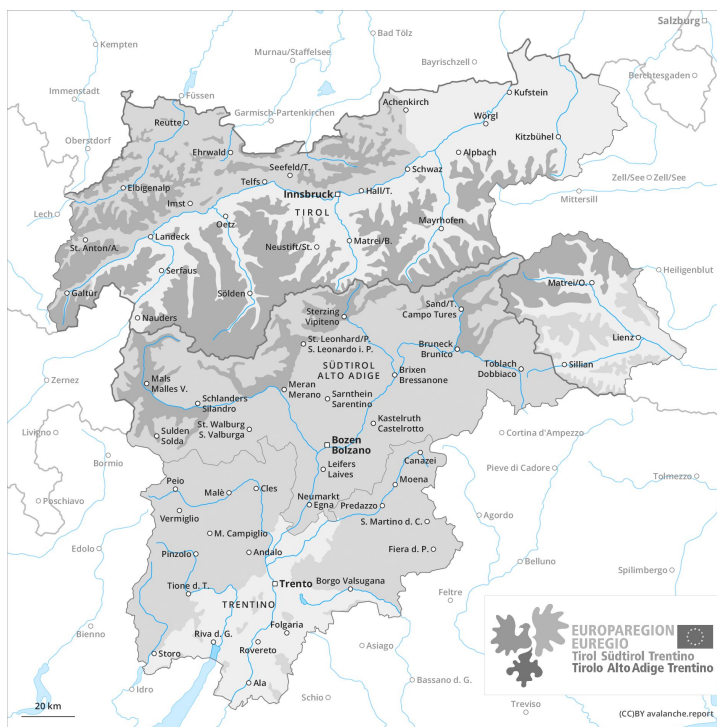 Salzburg
Kempten
Bad Tölz
Murnau/Staffelsee
Bayrischzell
Berchtesgaden
Immenstadt
Füssen
Garmisch-Partenkirchen
Achenkirch
Kufstein
Reutte
Wörgl
Oberstdorf
Ehrwald
Kitzbühel
Seefeld/T.
Alpbach
Telfs
Schwaz
Zell/See
Zell/See
Elbigenalp
Innsbruck
Hall/T.
Mittersill
Imst
TIROL
Lech
Oetz
Mayrhofen
St. Anton/A.
Landeck
Neustift/St.
Matrei/B.
Serfaus
Heiligenblut
Galtür
Sölden
Matrei/O.
Nauders
Sterzing
Vipiteno
Sand/T.
Campo Tures
Lienz
St. Leonhard/P.
S. Leonardo i. P.
Bruneck
Brunico
Toblach
Dobbiaco
Sillian
SÜDTIROL
ALTO ADIGE
Brixen
Bressanone
Zernez
Mals
Malles V.
Meran
Merano
Schlanders
Silandro
Sarnthein
Sarentino
Livigno
Sulden
Solda
St. Walburg
S. Valburga
Kastelruth
Castelrotto
Cortina d'Ampezzo
Bozen
Bolzano
Bormio
Canazei
Pieve di Cadore
Leifers
Laives
Tolmezzo
Peio
Malè
Cles
Moena
Poschiavo
Neumarkt
Egna
Predazzo
Vermiglio
S. Martino d. C.
Agordo
M. Campiglio
Edolo
Pinzolo
Andalo
Fiera d. P.
Belluno
Spilimbergo
Tione d. T.
Trento
Borgo Valsugana
Feltre
TRENTINO
Bienno
Folgaria
Riva d. G.
Rovereto
Asiago
Storo
Ala
Bassano d. G.
Idro
Schio
Treviso
EUROPAREGION
EUREGIO
Tirol Südtirol Trentino
Tirolo Alto Adige Trentino
20 km
(CC)BY avalanche.report